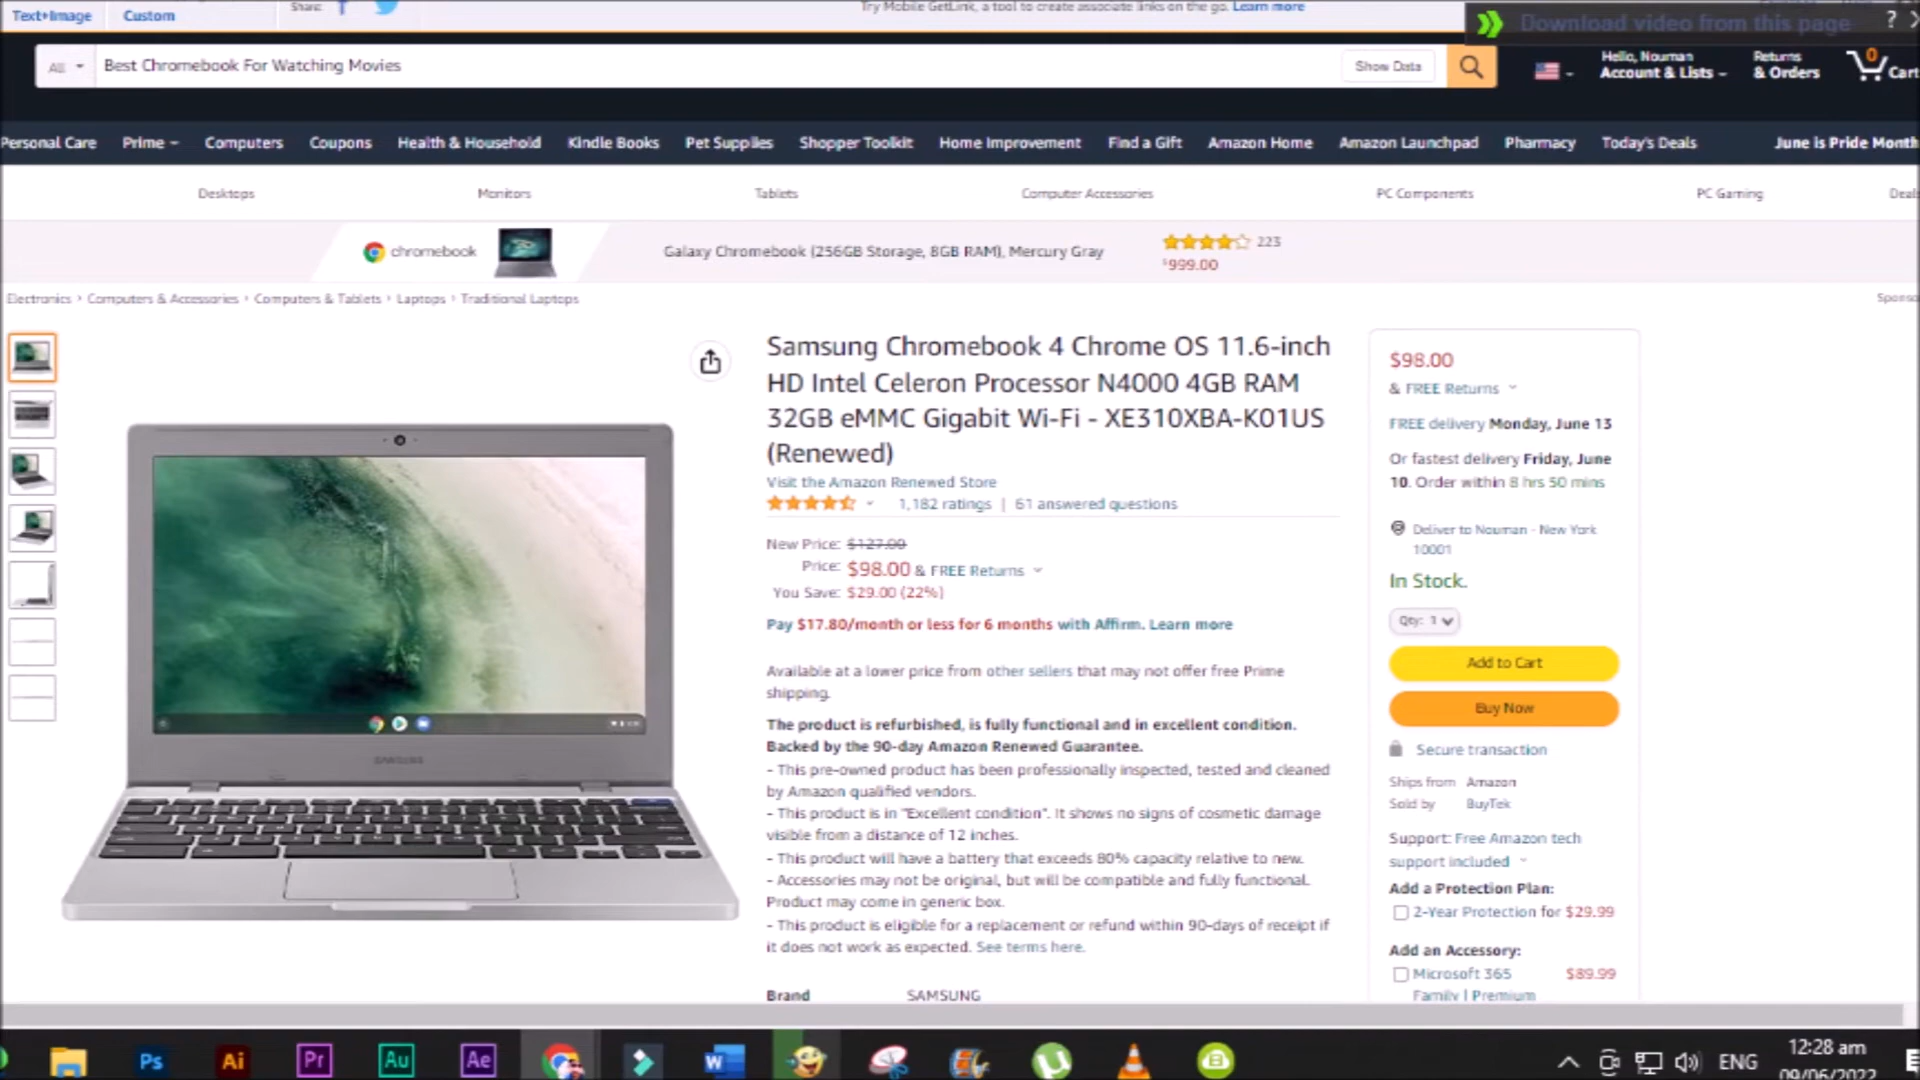 Text+Image Custom Share:
Try Mobile GetLink, a tool to create associate links on the go. Learn more
Download video from this page ?
All Best Chromebook For Watching Movies Show Data
Hello, Nouman
Account & Lists
Returns
& Orders
0
Cart
Personal Care Prime Computers Coupons Health & Household Kindle Books Pet Supplies Shopper Toolkit Home Improvement Find a Gift Amazon Home Amazon Launchpad Pharmacy Today's Deals June is Pride Month
Desktops Monitors Tablets Computer Accessories PC Components PC Gaming Deals
chromebook Galaxy Chromebook (256GB Storage, 8GB RAM), Mercury Gray 223
$999.00
Electronics › Computers & Accessories › Computers & Tablets › Laptops › Traditional Laptops
Sponso
Samsung Chromebook 4 Chrome OS 11.6-inch
HD Intel Celeron Processor N4000 4GB RAM
32GB eMMC Gigabit Wi-Fi - XE310XBA-K01US
(Renewed)
Visit the Amazon Renewed Store
1,182 ratings | 61 answered questions
New Price: $127.00
Price: $98.00 & FREE Returns
You Save: $29.00 (22%)
Pay $17.80/month or less for 6 months with Affirm. Learn more
Available at a lower price from other sellers that may not offer free Prime
shipping.
The product is refurbished, is fully functional and in excellent condition.
Backed by the 90-day Amazon Renewed Guarantee.
- This pre-owned product has been professionally inspected, tested and cleaned
by Amazon qualified vendors.
- This product is in "Excellent condition". It shows no signs of cosmetic damage
visible from a distance of 12 inches.
- This product will have a battery that exceeds 80% capacity relative to new.
- Accessories may not be original, but will be compatible and fully functional.
Product may come in generic box.
- This product is eligible for a replacement or refund within 90-days of receipt if
it does not work as expected. See terms here.
Brand SAMSUNG
SAMSUNG
$98.00
& FREE Returns
FREE delivery Monday, June 13
Or fastest delivery Friday, June
10. Order within 8 hrs 50 mins
Deliver to Nouman - New York
10001
In Stock.
Qty: 1
Add to Cart
Buy Now
Secure transaction
Ships from Amazon
Sold by BuyTek
Support: Free Amazon tech
support included
Add a Protection Plan:
2-Year Protection for $29.99
Add an Accessory:
Microsoft 365 $89.99
Family | Premium
Ps Ai Pr Au Ae W
ENG
12:28 am
09/06/2022